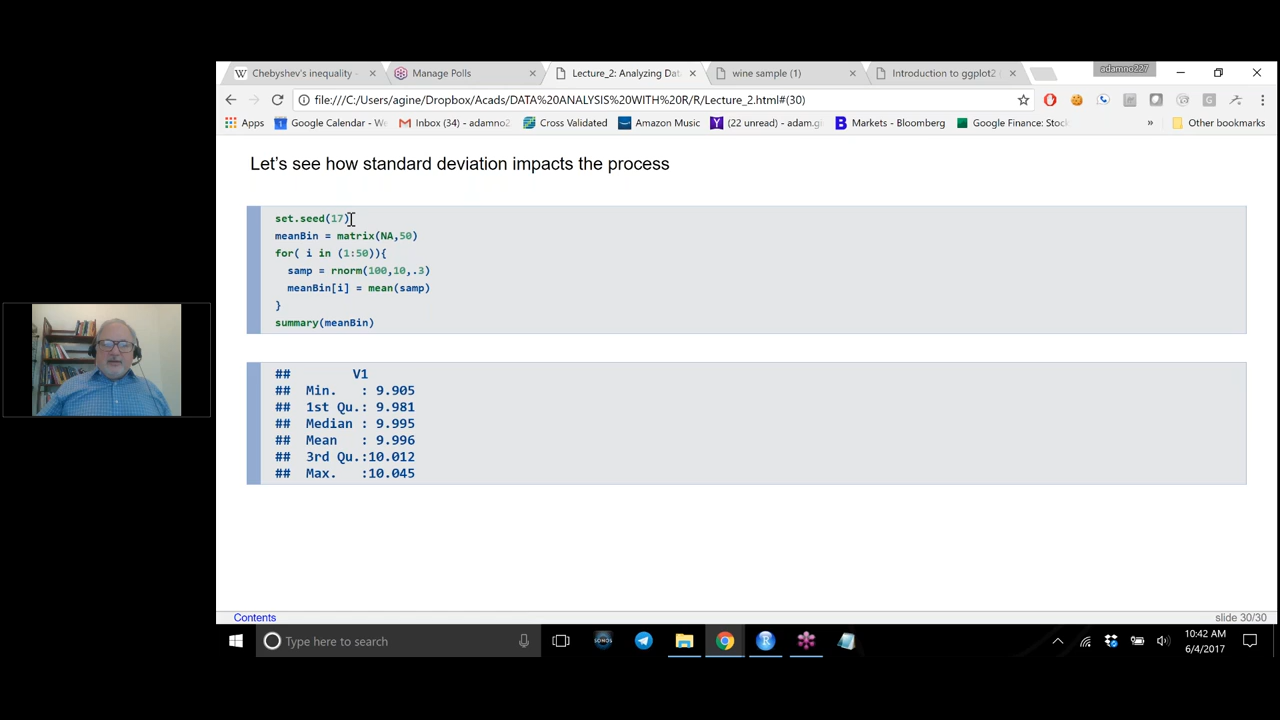 Chebyshev's inequality -
Manage Polls
Lecture_2: Analyzing Dat
wine sample (1)
Introduction to ggplot2
adamno227
file:///C:/Users/agine/Dropbox/Acads/DATA%20ANALYSIS%20WITH%20R/R/Lecture_2.html#(30)
Apps
Google Calendar - We
Inbox (34) - adamno2
Cross Validated
Amazon Music
(22 unread) - adam.gi
Markets - Bloomberg
Google Finance: Stock
»
Other bookmarks
Let's see how standard deviation impacts the process
set.seed(17)
meanBin = matrix(NA,50)
for( i in (1:50)){
samp = rnorm(100,10,.3)
meanBin[i] = mean(samp)
}
summary(meanBin)
## V1
## Min. : 9.905
## 1st Qu.: 9.981
## Median : 9.995
## Mean : 9.996
## 3rd Qu.:10.012
## Max. :10.045
Contents
slide 30/30
Type here to search
SONOS
10:42 AM
6/4/2017